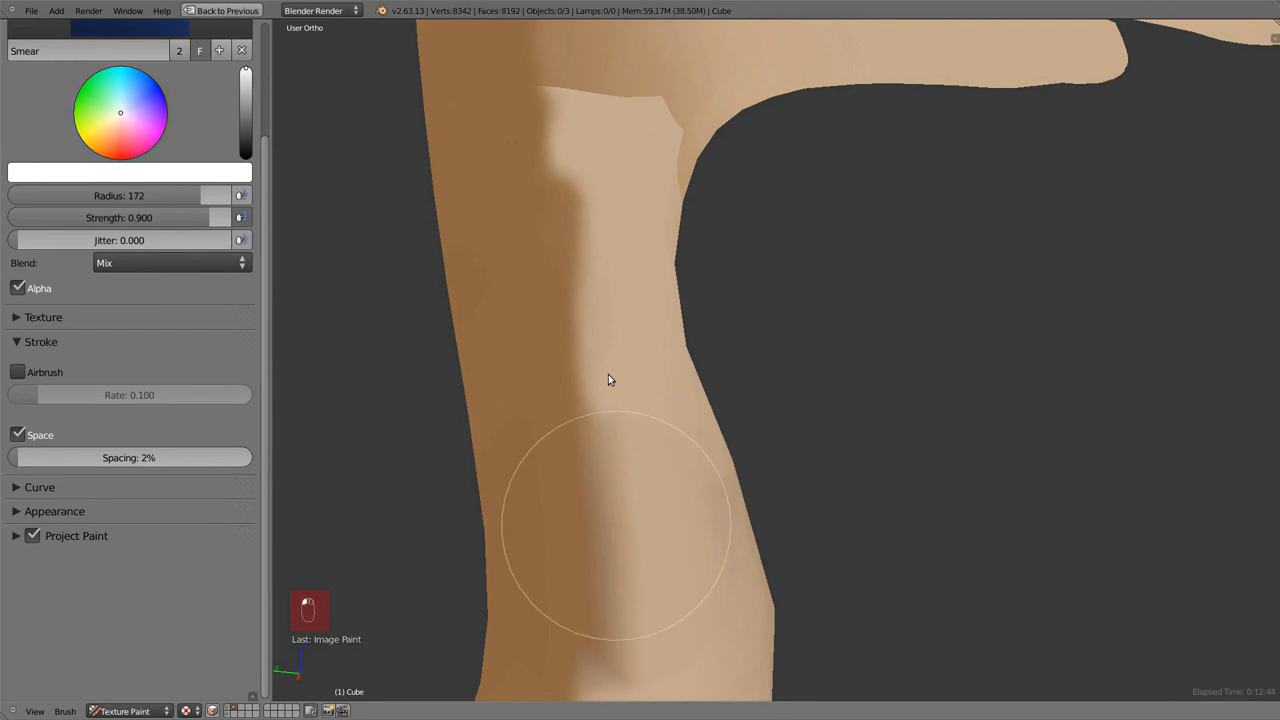 File Add Render Window Help Back to Previous Blender Render v2.63.13 | Verts:8342 | Faces:8192 | Objects:0/3 | Lamps:0/0 | Mem:59.17M (38.50M) | Cube
User Ortho
Smear 2 F
Radius: 172
Strength: 0.900
Jitter: 0.000
Blend: Mix
Alpha
Texture
Stroke
Airbrush
Rate: 0.100
Space
Spacing: 2%
Curve
Appearance
Project Paint
Last: Image Paint
(1) Cube
Elapsed Time: 0:12:44
View Brush Texture Paint